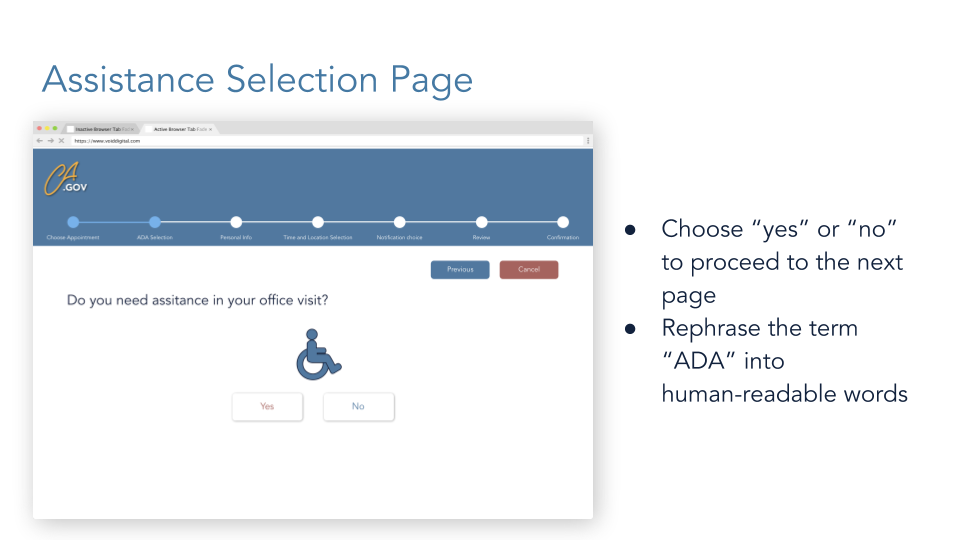 Assistance Selection Page
Inactive Browser Tab
Active Browser Tab
https://www.voiddigital.com
CA
.GOV
Choose Appointment
ADA Selection
Personal Info
Time and Location Selection
Notification choice
Review
Confirmation
Previous
Cancel
Do you need assitance in your office visit?
Yes
No
● Choose “yes” or “no”
to proceed to the next
page
● Rephrase the term
“ADA” into
human-readable words